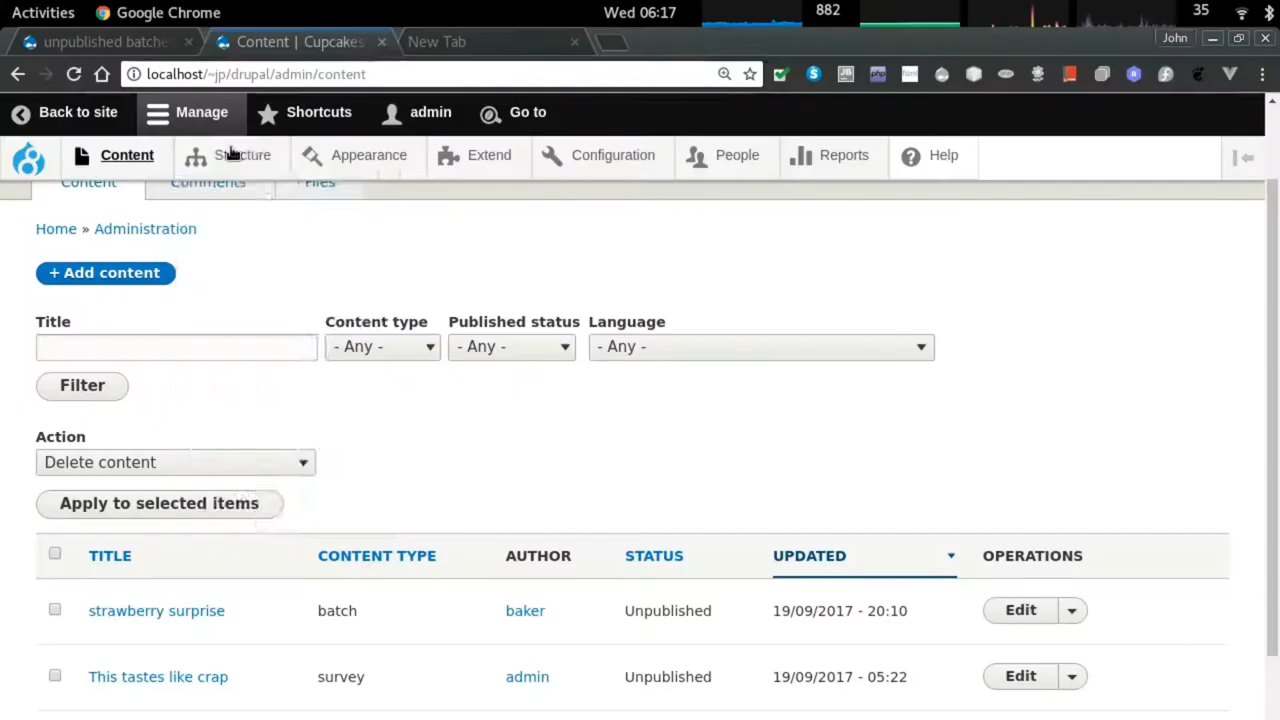 Activities Google Chrome Wed 06:17 882 35
unpublished batche Content | Cupcakes New Tab John
localhost/~jp/drupal/admin/content
Back to site Manage Shortcuts admin Go to
Content Structure Appearance Extend Configuration People Reports Help
Content Comments Files
Home » Administration
+ Add content
Title Content type Published status Language
- Any - - Any - - Any -
Filter
Action
Delete content
Apply to selected items
TITLE CONTENT TYPE AUTHOR STATUS UPDATED OPERATIONS
strawberry surprise batch baker Unpublished 19/09/2017 - 20:10 Edit
This tastes like crap survey admin Unpublished 19/09/2017 - 05:22 Edit